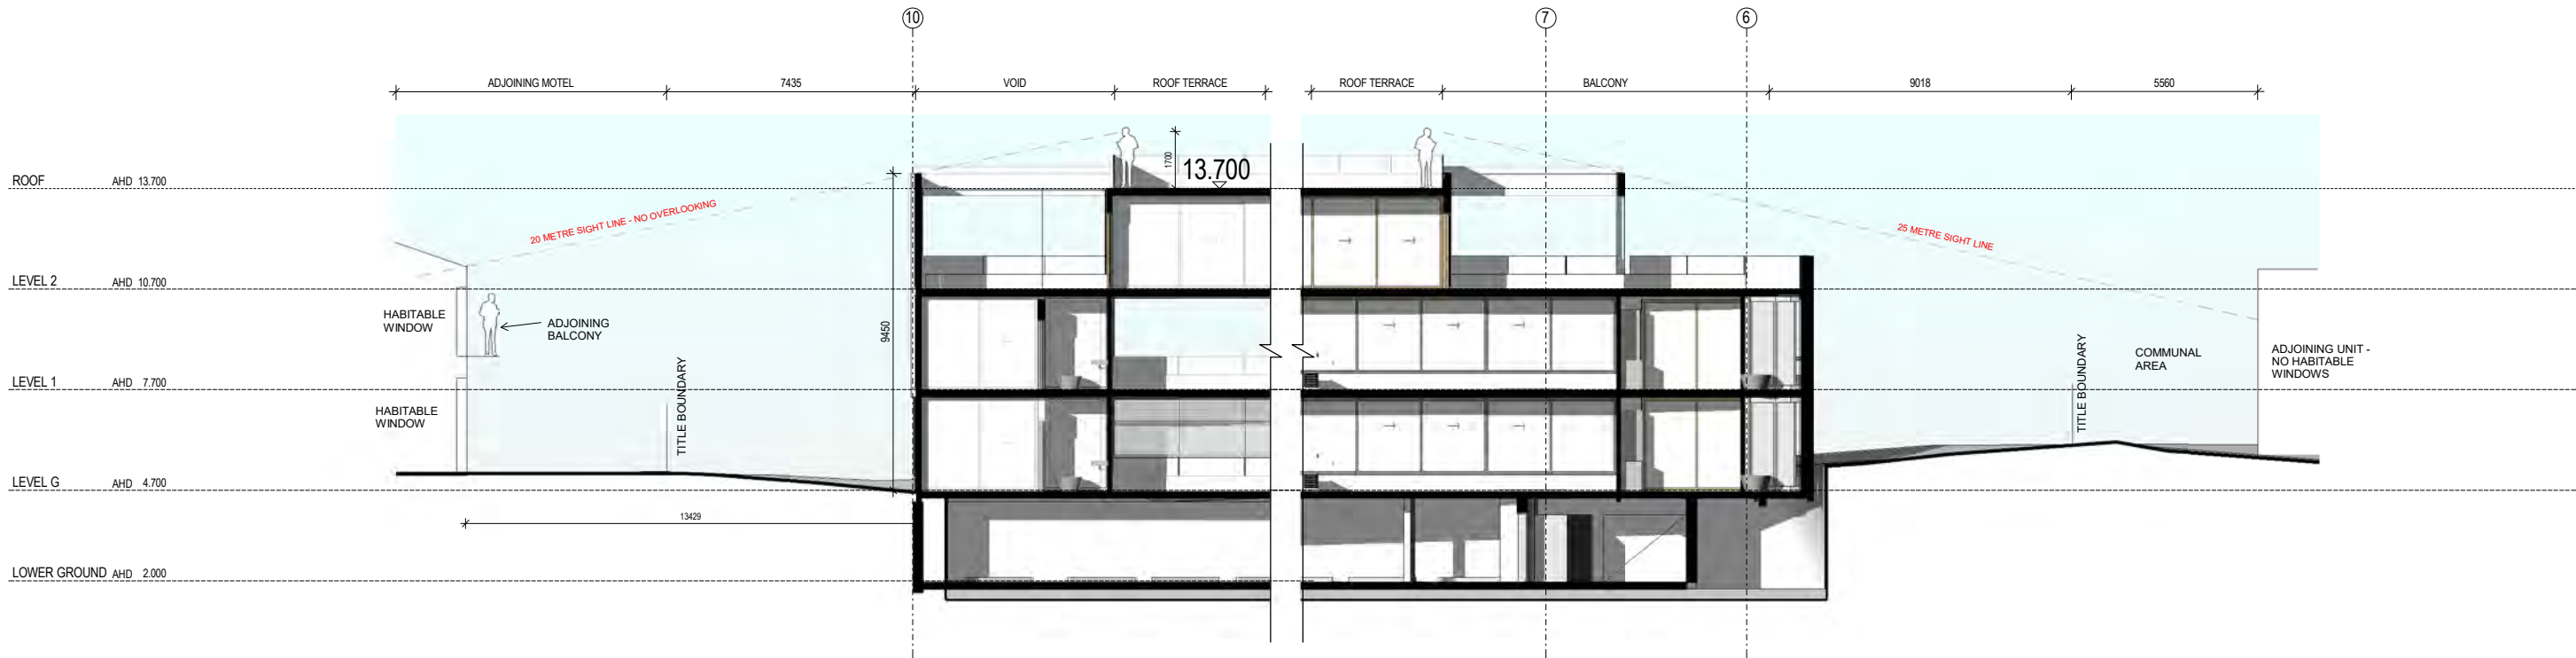 10
7
6
ADJOINING MOTEL
7435
VOID
ROOF TERRACE
ROOF TERRACE
BALCONY
9018
5560
1700
13.700
ROOF AHD 13.700
20 METRE SIGHT LINE - NO OVERLOOKING
25 METRE SIGHT LINE
LEVEL 2 AHD 10.700
HABITABLE
WINDOW
ADJOINING
BALCONY
9450
TITLE BOUNDARY
COMMUNAL
AREA
ADJOINING UNIT -
NO HABITABLE
WINDOWS
LEVEL 1 AHD 7.700
HABITABLE
WINDOW
TITLE BOUNDARY
LEVEL G AHD 4.700
13429
LOWER GROUND AHD 2.000